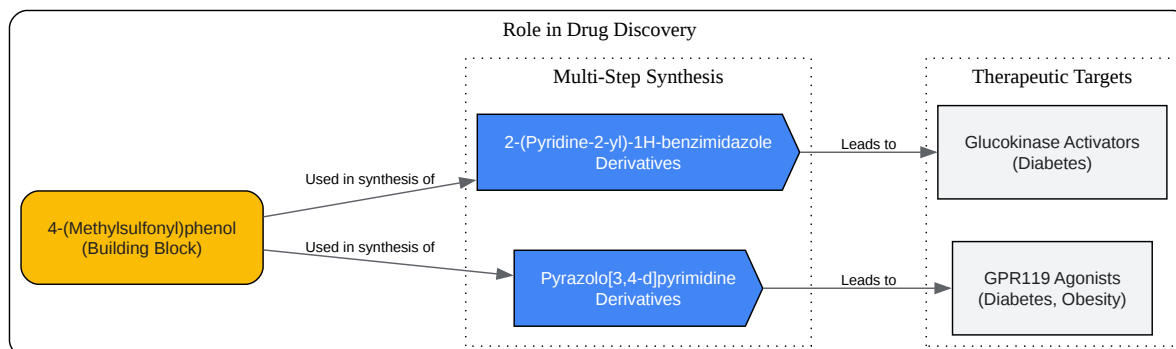 Role in Drug Discovery
Multi-Step Synthesis
Therapeutic Targets
2-(Pyridine-2-yl)-1H-benzimidazole
Derivatives
Leads to
Glucokinase Activators
(Diabetes)
Used in synthesis of
4-(Methylsulfonyl)phenol
(Building Block)
Used in synthesis of
Pyrazolo[3,4-d]pyrimidine
Derivatives
Leads to
GPR119 Agonists
(Diabetes, Obesity)